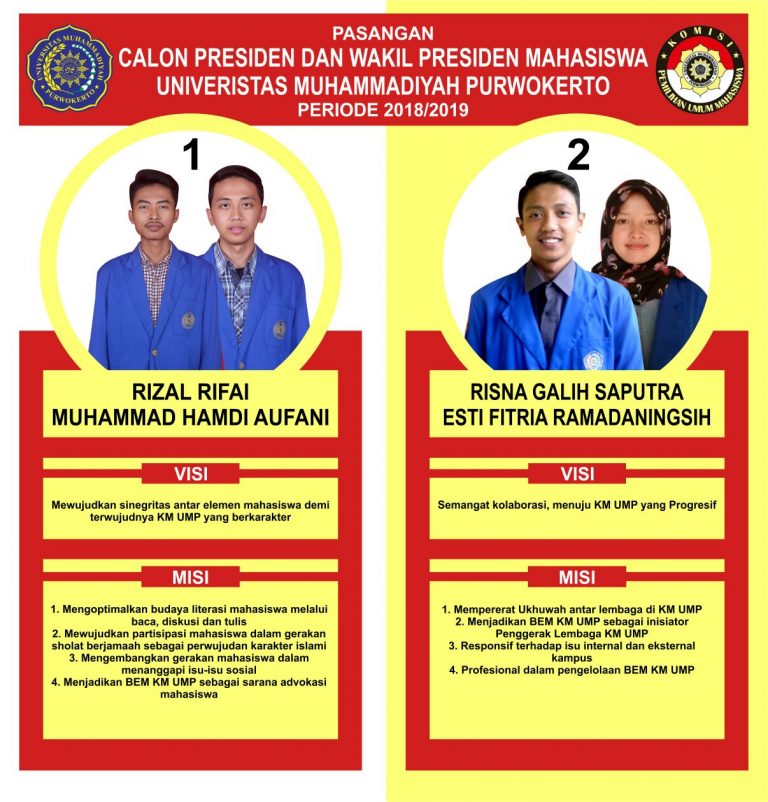 PASANGAN
CALON PRESIDEN DAN WAKIL PRESIDEN MAHASISWA
UNIVERISTAS MUHAMMADIYAH PURWOKERTO
PERIODE 2018/2019
UNIVERSITAS MUHAMMADIYAH
PURWOKERTO
KOMISI
PEMILIHAN UMUM MAHASISWA
1
RIZAL RIFAI
MUHAMMAD HAMDI AUFANI
VISI
Mewujudkan sinegritas antar elemen mahasiswa demi
terwujudnya KM UMP yang berkarakter
MISI
1. Mengoptimalkan budaya literasi mahasiswa melalui
baca, diskusi dan tulis
2. Mewujudkan partisipasi mahasiswa dalam gerakan
sholat berjamaah sebagai perwujudan karakter islami
3. Mengembangkan gerakan mahasiswa dalam
menanggapi isu-isu sosial
4. Menjadikan BEM KM UMP sebagai sarana advokasi
mahasiswa
2
RISNA GALIH SAPUTRA
ESTI FITRIA RAMADANINGSIH
VISI
Semangat kolaborasi, menuju KM UMP yang Progresif
MISI
1. Mempererat Ukhuwah antar lembaga di KM UMP
2. Menjadikan BEM KM UMP sebagai inisiator
Penggerak Lembaga KM UMP
3. Responsif terhadap isu internal dan eksternal
kampus
4. Profesional dalam pengelolaan BEM KM UMP